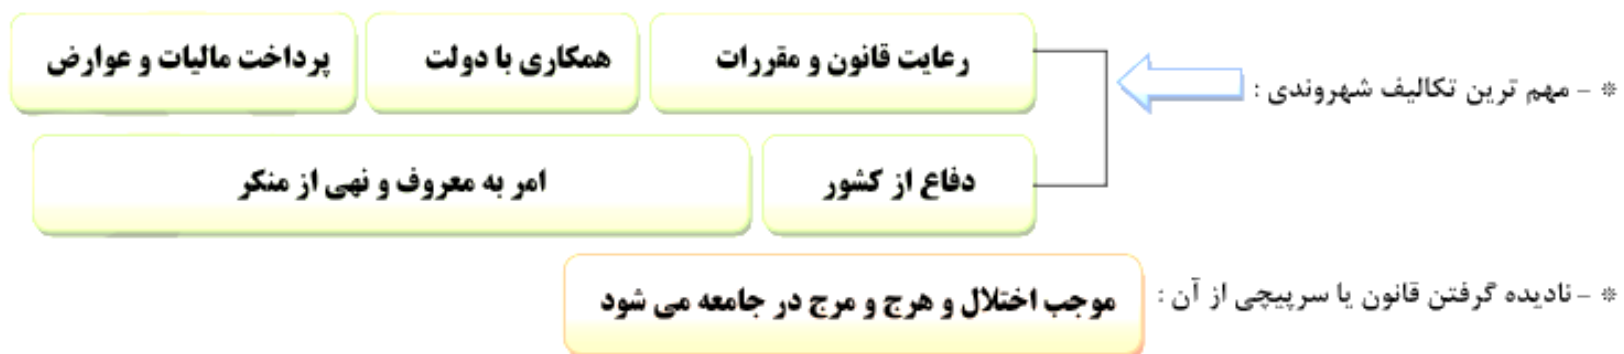 * - مهم ترین تکالیف شهروندی :
رعایت قانون و مقررات
همکاری با دولت
پرداخت مالیات و عوارض
دفاع از کشور
امر به معروف و نهی از منکر
* - نادیده گرفتن قانون یا سرپیچی از آن :
موجب اختلال و هرج و مرج در جامعه می شود